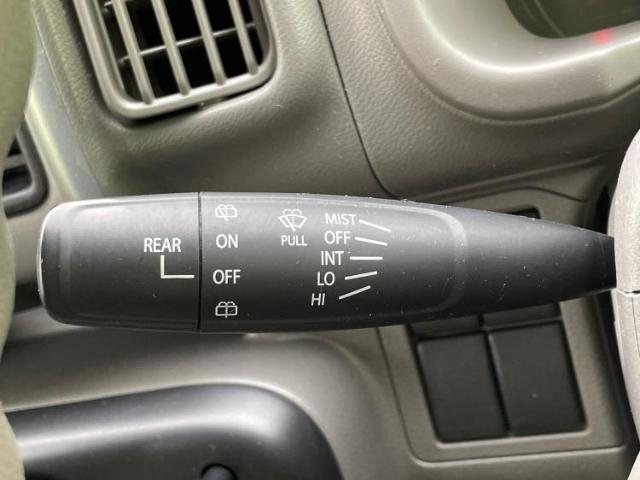 REAR
ON
OFF
PULL
MIST
OFF
INT
LO
HI